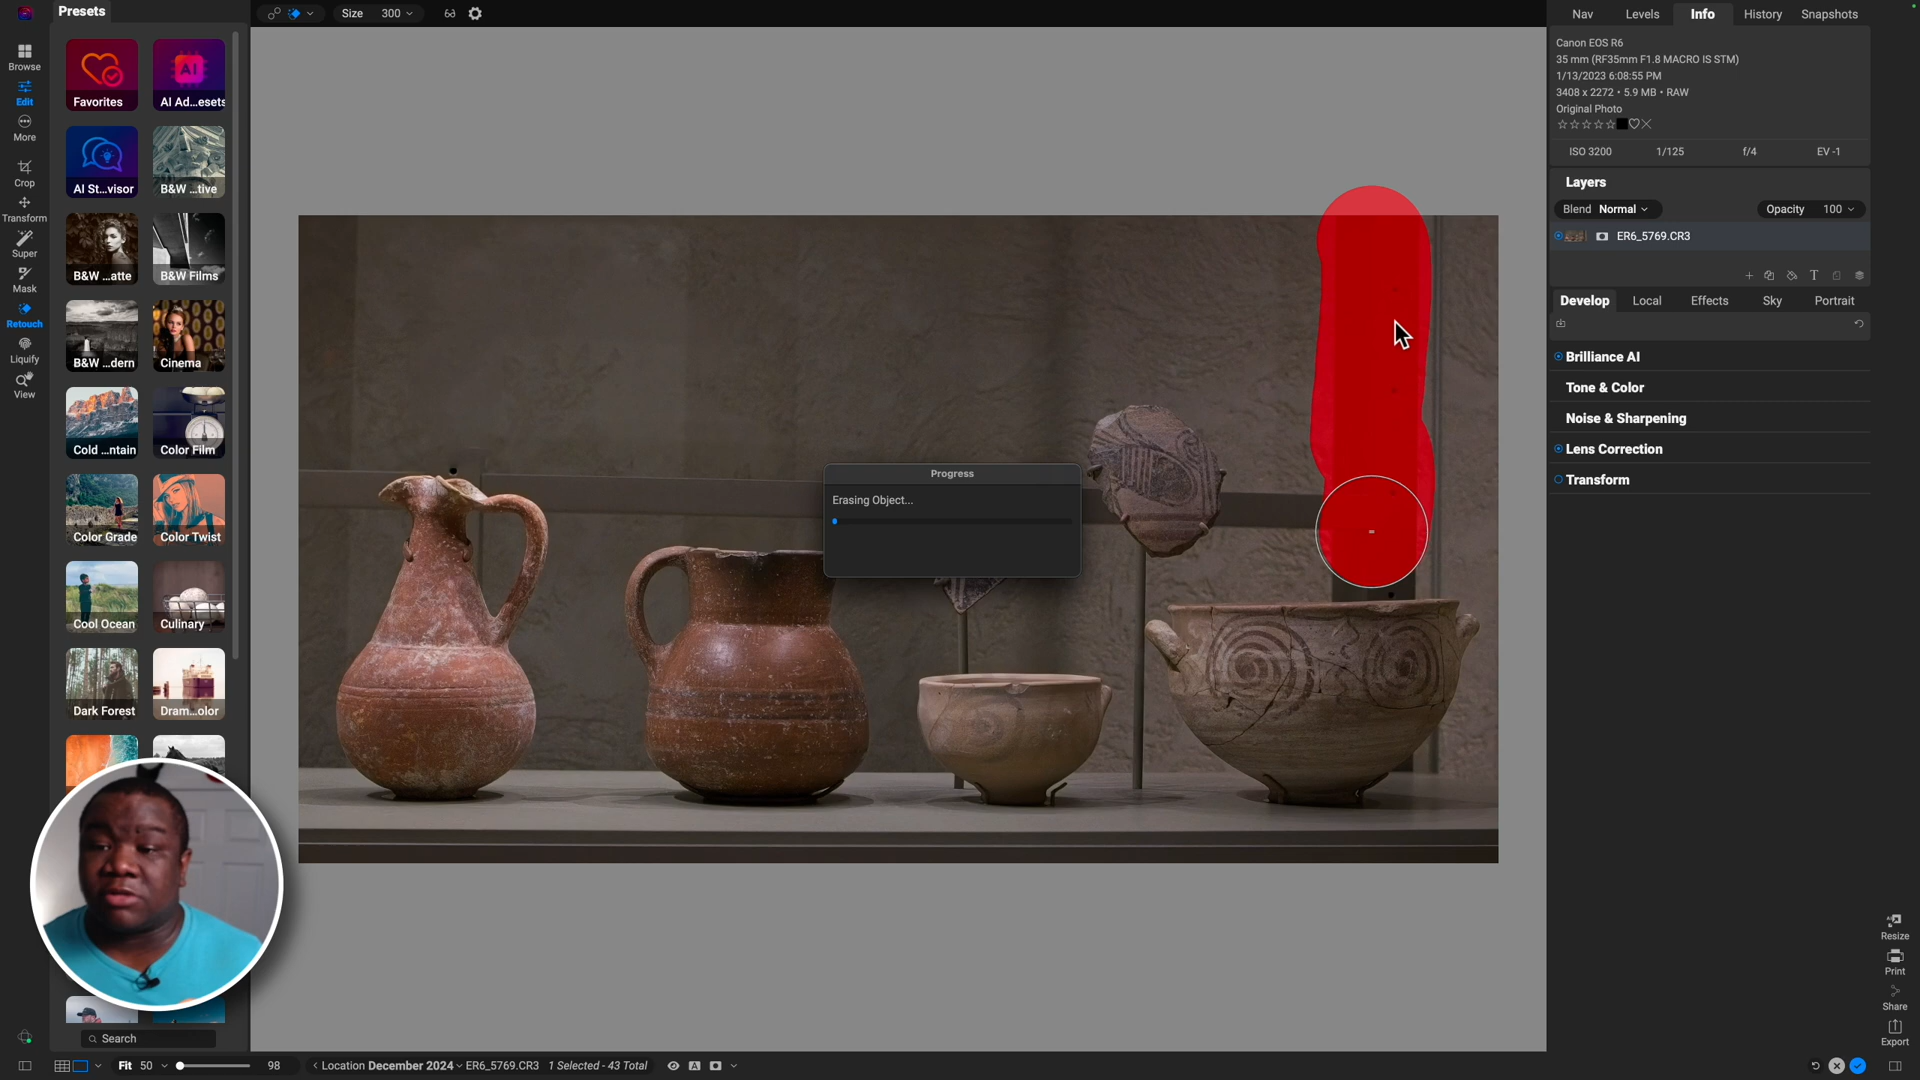 Presets
Size 300
Nav Levels Info History Snapshots
Browse
Edit
More
Crop
Transform
Super
Mask
Retouch
Liquify
View
Favorites
AI Ad...esets
AI St...visor
B&W ...tive
B&W ...atte
B&W Films
B&W ...dern
Cinema
Cold ...ntain
Color Film
Color Grade
Color Twist
Cool Ocean
Culinary
Dark Forest
Dram...olor
Search
Progress
Erasing Object...
Canon EOS R6
35 mm (RF35mm F1.8 MACRO IS STM)
1/13/2023 6:08:55 PM
3408 x 2272 • 5.9 MB • RAW
Original Photo
ISO 3200 1/125 f/4 EV -1
Layers
Blend Normal Opacity 100
ER6_5769.CR3
Develop Local Effects Sky Portrait
Brilliance AI
Tone & Color
Noise & Sharpening
Lens Correction
Transform
Resize
Print
Share
Export
Fit 50 98 < Location December 2024 ER6_5769.CR3 1 Selected - 43 Total A